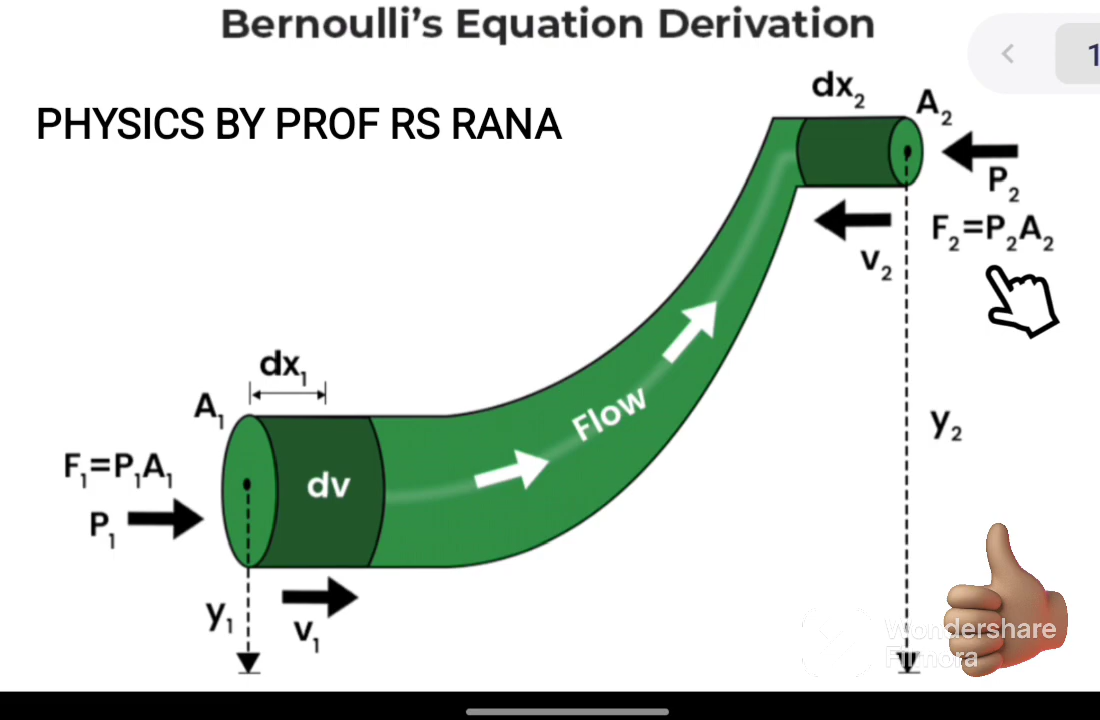 Bernoulli’s Equation Derivation
1
PHYSICS BY PROF RS RANA
dx₂
A₂
P₂
F₂=P₂A₂
v₂
dx₁
A₁
Flow
y₂
F₁=P₁A₁
dv
P₁
y₁
v₁
Wondershare
Filmora